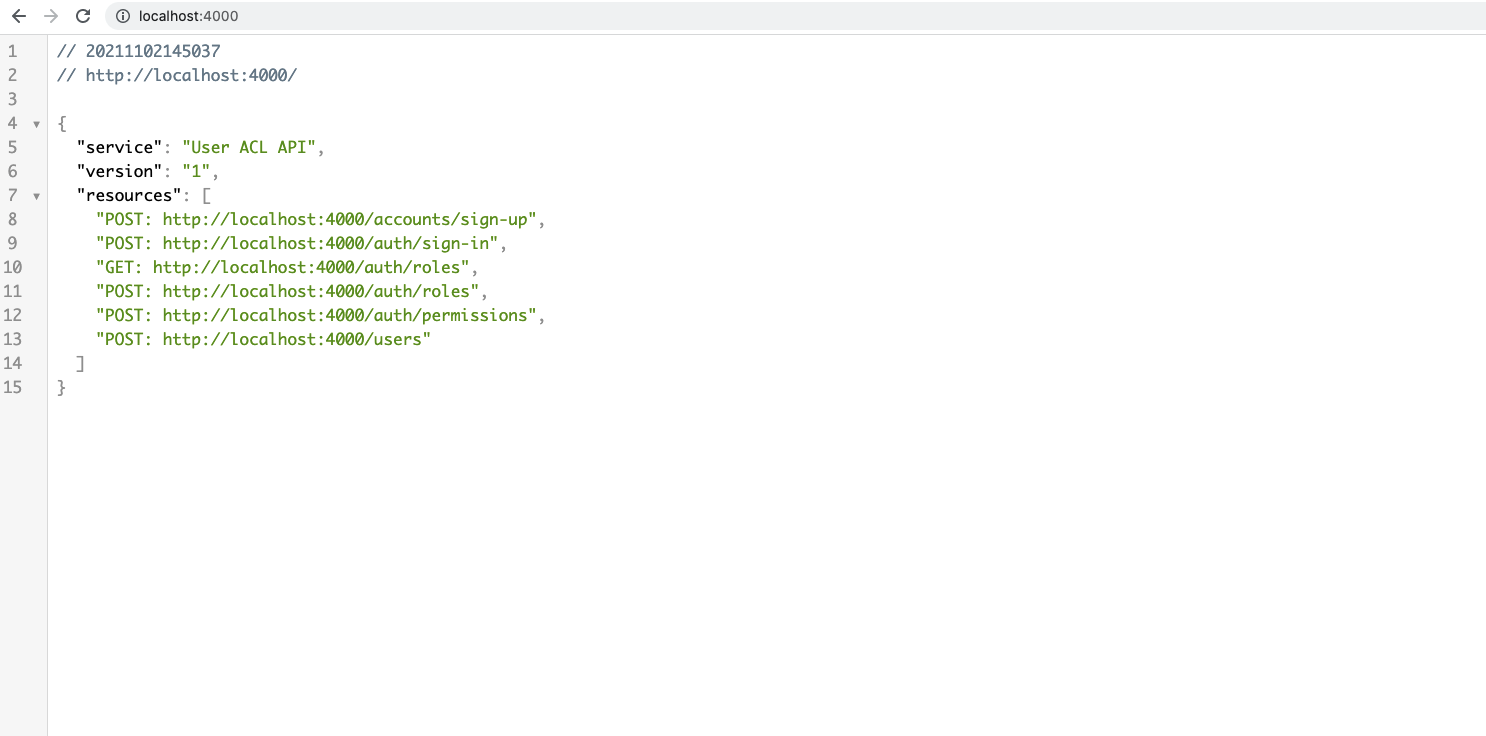 localhost:4000
1 // 20211102145037
2 // http://localhost:4000/
3
4 {
5 "service": "User ACL API",
6 "version": "1",
7 "resources": [
8 "POST: http://localhost:4000/accounts/sign-up",
9 "POST: http://localhost:4000/auth/sign-in",
10 "GET: http://localhost:4000/auth/roles",
11 "POST: http://localhost:4000/auth/roles",
12 "POST: http://localhost:4000/auth/permissions",
13 "POST: http://localhost:4000/users"
14 ]
15 }